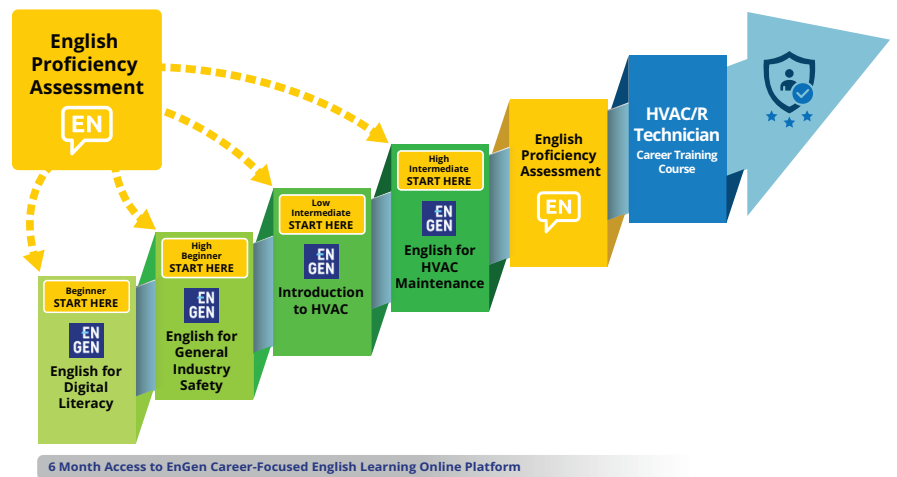 English
Proficiency
Assessment
EN
Beginner
START HERE
EN
GEN
English for
Digital
Literacy
High
Beginner
START HERE
EN
GEN
English for
General
Industry
Safety
Low
Intermediate
START HERE
EN
GEN
Introduction
to HVAC
High
Intermediate
START HERE
EN
GEN
English for
HVAC
Maintenance
English
Proficiency
Assessment
EN
HVAC/R
Technician
Career Training
Course
6 Month Access to EnGen Career-Focused English Learning Online Platform